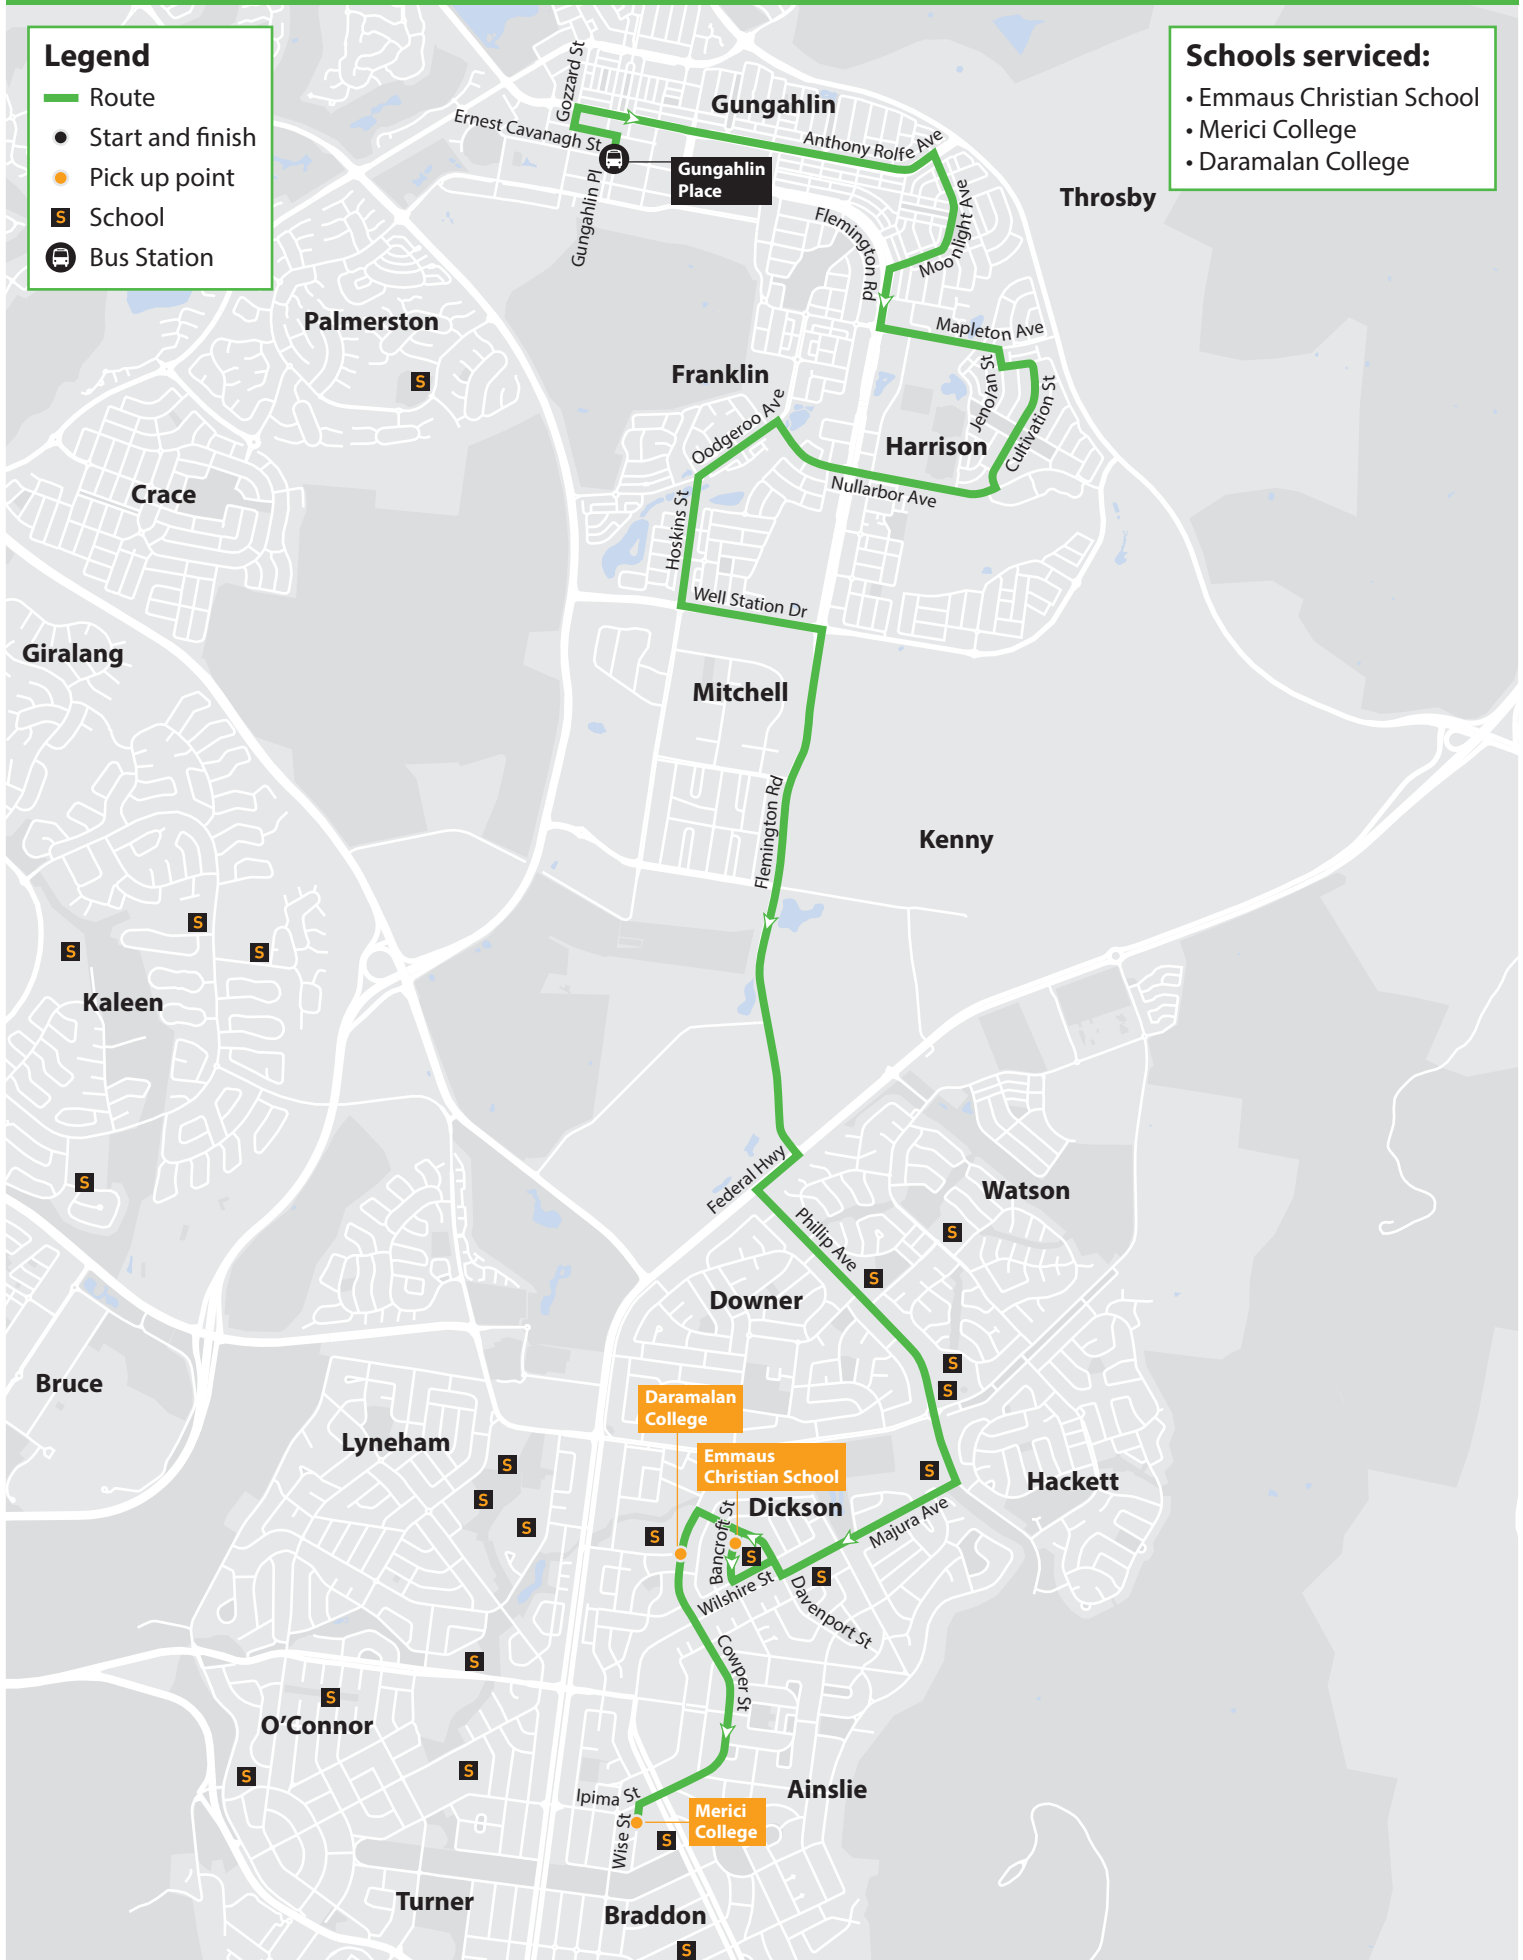 Legend
Route
Start and finish
Pick up point
S School
Bus Station
Schools serviced:
• Emmaus Christian School
• Merici College
• Daramalan College
Gozzard St
Gungahlin
Ernest Cavanagh St
Anthony Rolfe Ave
Gungahlin
Place
Gungahlin Pl
Throsby
Moonlight Ave
Flemington Rd
Palmerston
Mapleton Ave
Franklin
S
Jenolan St
Cultivation St
Oodgeroo Ave
Harrison
Crace
Nullarbor Ave
Hoskins St
Well Station Dr
Giralang
Mitchell
Flemington Rd
Kenny
S
S
S
Kaleen
Federal Hwy
S
Watson
Phillip Ave
S
S
Downer
S
Bruce
S
Daramalan
College
Lyneham
Emmaus
Christian School
S
S
Hackett
S
Dickson
S
S
Bancroft St
Majura Ave
S
S
Wilshire St
Davenport St
Cowper St
S
S
O'Connor
S
S
Ainslie
Ipima St
Merici
College
Wise St
S
Turner
Braddon
S